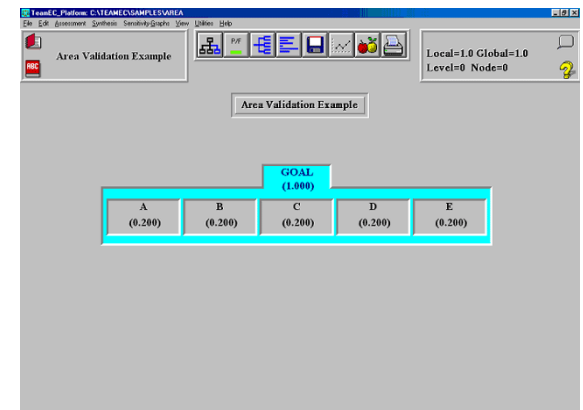 TeamEC_Platform: C:\TEAMEC\SAMPLES\AREA
File Edit Assessment Synthesis Sensitivity-Graphs View Utilities Help
Area Validation Example
ABC
P/F
Local=1.0 Global=1.0
Level=0 Node=0
Area Validation Example
GOAL
(1.000)
A B C D E
(0.200) (0.200) (0.200) (0.200) (0.200)